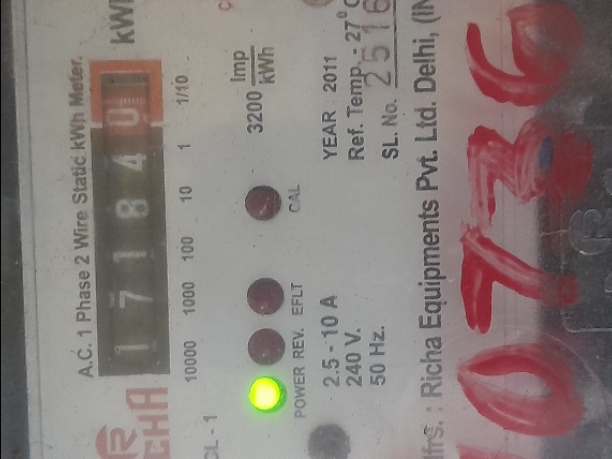 A.C. 1 Phase 2 Wire Static kWh Meter.
1 7 1 8 4 0 kWh
10000 1000 100 10 1 1/10
CL - 1
3200 Imp/kWh
POWER REV. EFLT CAL
2.5 - 10 A YEAR : 2011
240 V. Ref. Temp. - 27° C
50 Hz. SL. No. 2516
Mfrs. : Richa Equipments Pvt. Ltd. Delhi, (IN
0736